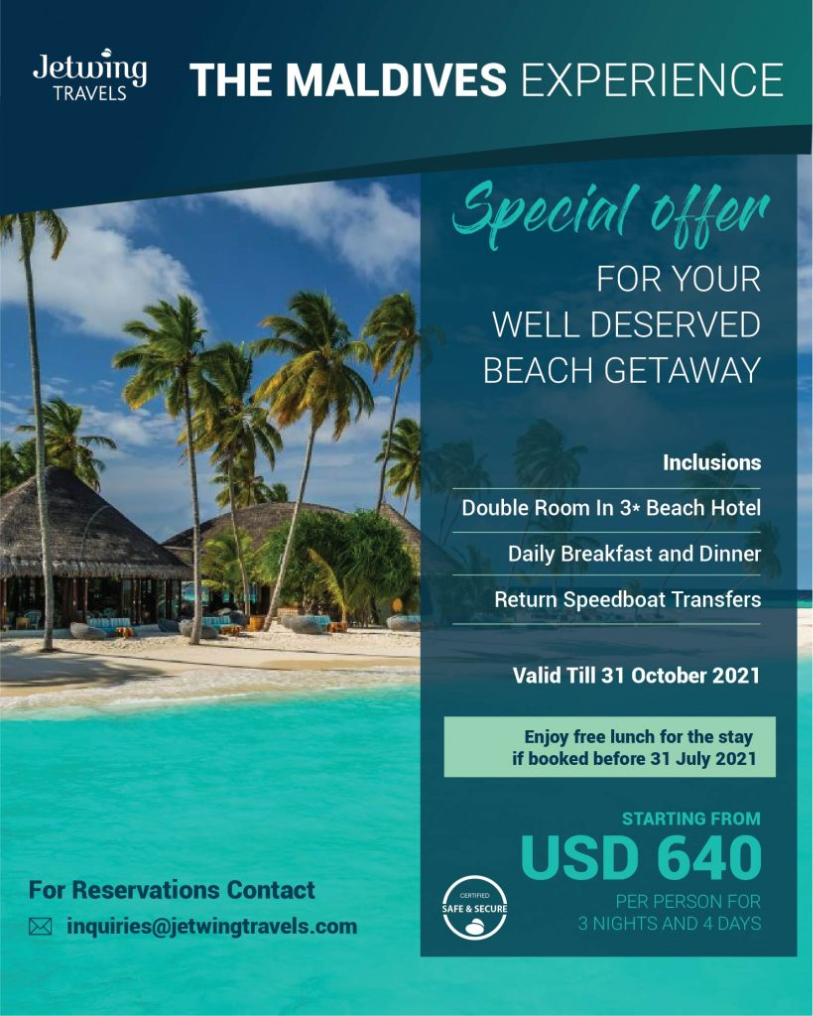 Jetwing
TRAVELS
THE MALDIVES EXPERIENCE
Special offer
FOR YOUR
WELL DESERVED
BEACH GETAWAY
Inclusions
Double Room In 3* Beach Hotel
Daily Breakfast and Dinner
Return Speedboat Transfers
Valid Till 31 October 2021
Enjoy free lunch for the stay
if booked before 31 July 2021
STARTING FROM
USD 640
PER PERSON FOR
3 NIGHTS AND 4 DAYS
CERTIFIED
SAFE & SECURE
For Reservations Contact
inquiries@jetwingtravels.com